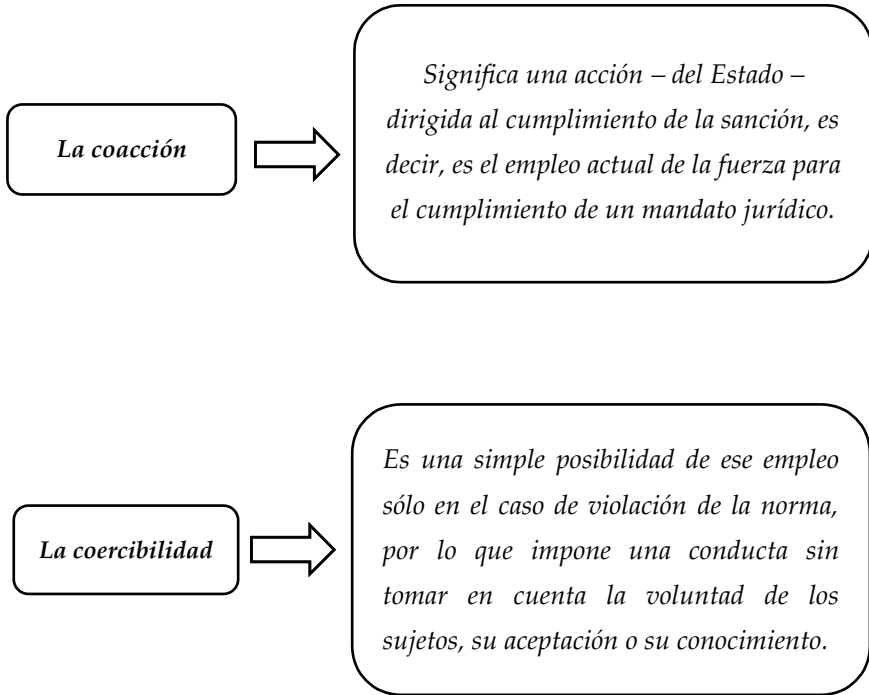 La coacción
Significa una acción – del Estado –
dirigida al cumplimiento de la sanción, es
decir, es el empleo actual de la fuerza para
el cumplimiento de un mandato jurídico.
La coercibilidad
Es una simple posibilidad de ese empleo
sólo en el caso de violación de la norma,
por lo que impone una conducta sin
tomar en cuenta la voluntad de los
sujetos, su aceptación o su conocimiento.